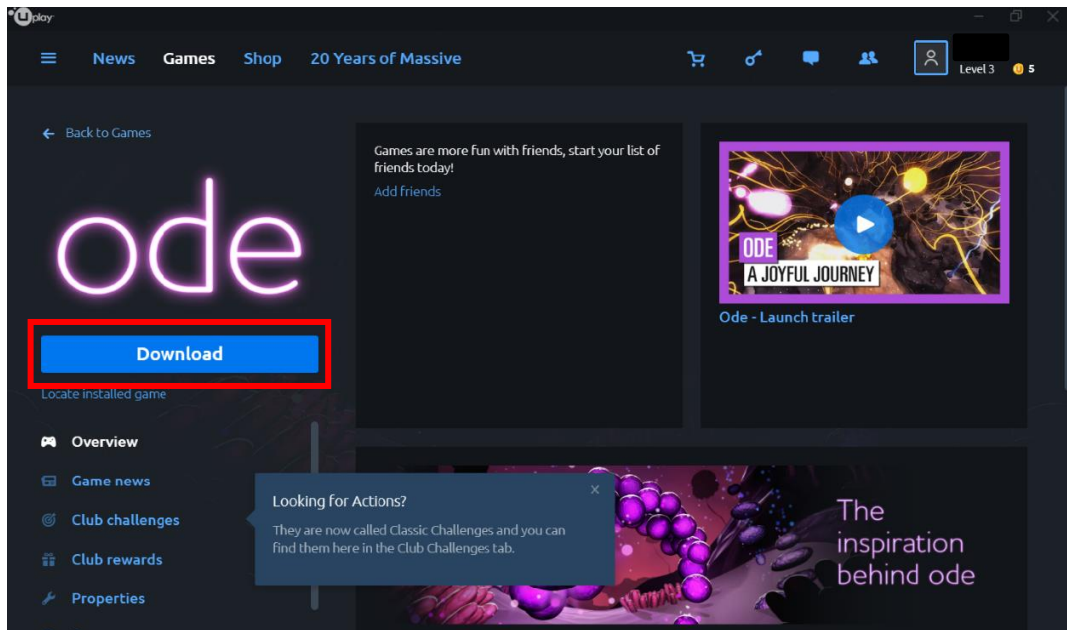 Uplay
News
Games
Shop
20 Years of Massive
Level 3
5
Back to Games
ode
Download
Locate installed game
Overview
Game news
Club challenges
Club rewards
Properties
Games are more fun with friends, start your list of
friends today!
Add friends
ODE
A JOYFUL JOURNEY
Ode - Launch trailer
Looking for Actions?
They are now called Classic Challenges and you can
find them here in the Club Challenges tab.
The
inspiration
behind ode